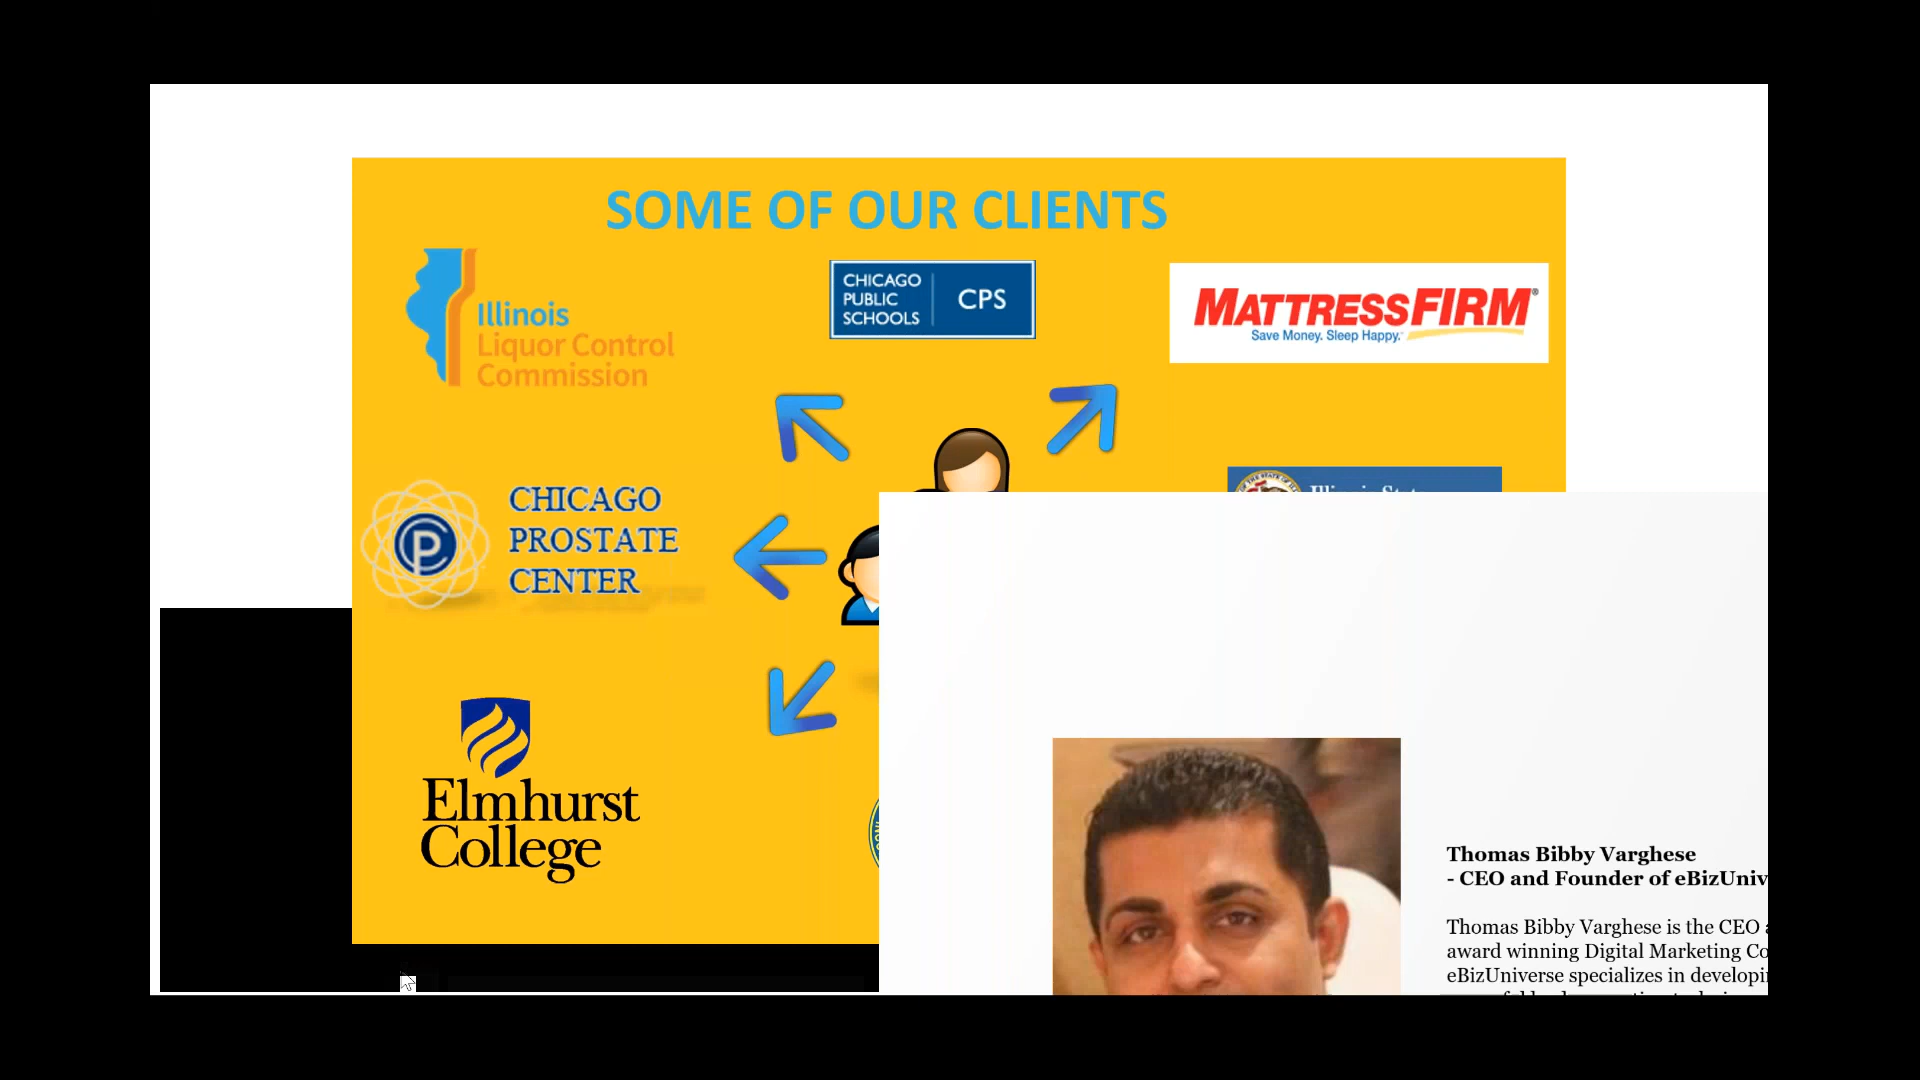 SOME OF OUR CLIENTS
Illinois
Liquor Control
Commission
CHICAGO
PUBLIC
SCHOOLS
CPS
MATTRESSFIRM®
Save Money. Sleep Happy.
CHICAGO
PROSTATE
CENTER
Elmhurst
College
Thomas Bibby Varghese
- CEO and Founder of eBizUniv
Thomas Bibby Varghese is the CEO
award winning Digital Marketing Co
eBizUniverse specializes in developi